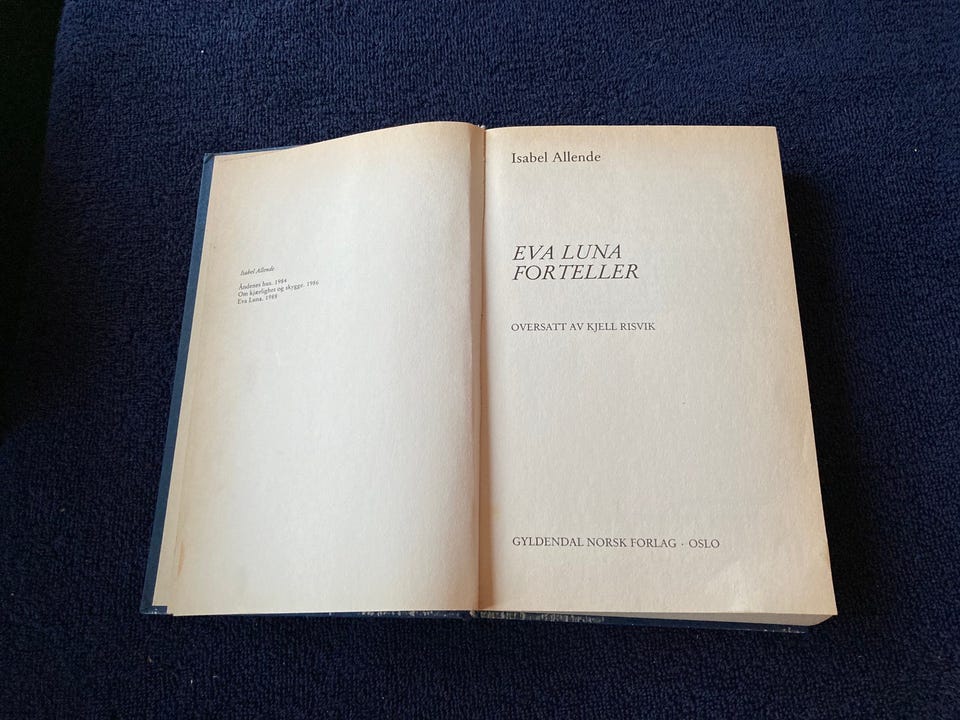 Isabel Allende
Åndenes hus. 1984
Om kjærlighet og skygge. 1986
Eva Luna. 1988
Isabel Allende
EVA LUNA
FORTELLER
OVERSATT AV KJELL RISVIK
GYLDENDAL NORSK FORLAG · OSLO